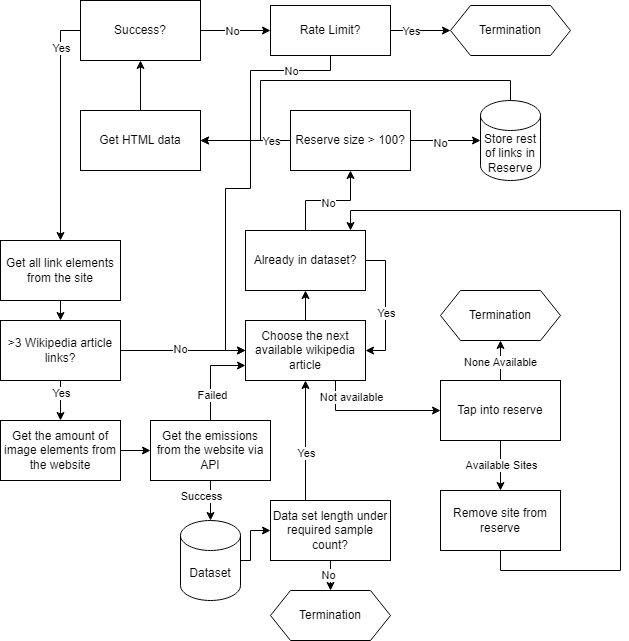 Success?
No
Rate Limit?
Yes
Termination
Yes
No
Get HTML data
Yes
Reserve size > 100?
No
Store rest
of links in
Reserve
No
Get all link elements
from the site
Already in dataset?
Yes
>3 Wikipedia article
links?
No
Choose the next
available wikipedia
article
Termination
None Available
Yes
Failed
Not available
Tap into reserve
Get the amount of
image elements from
the website
Get the emissions
from the website via
API
Yes
Available Sites
Success
Data set length under
required sample
count?
Remove site from
reserve
Dataset
No
Termination